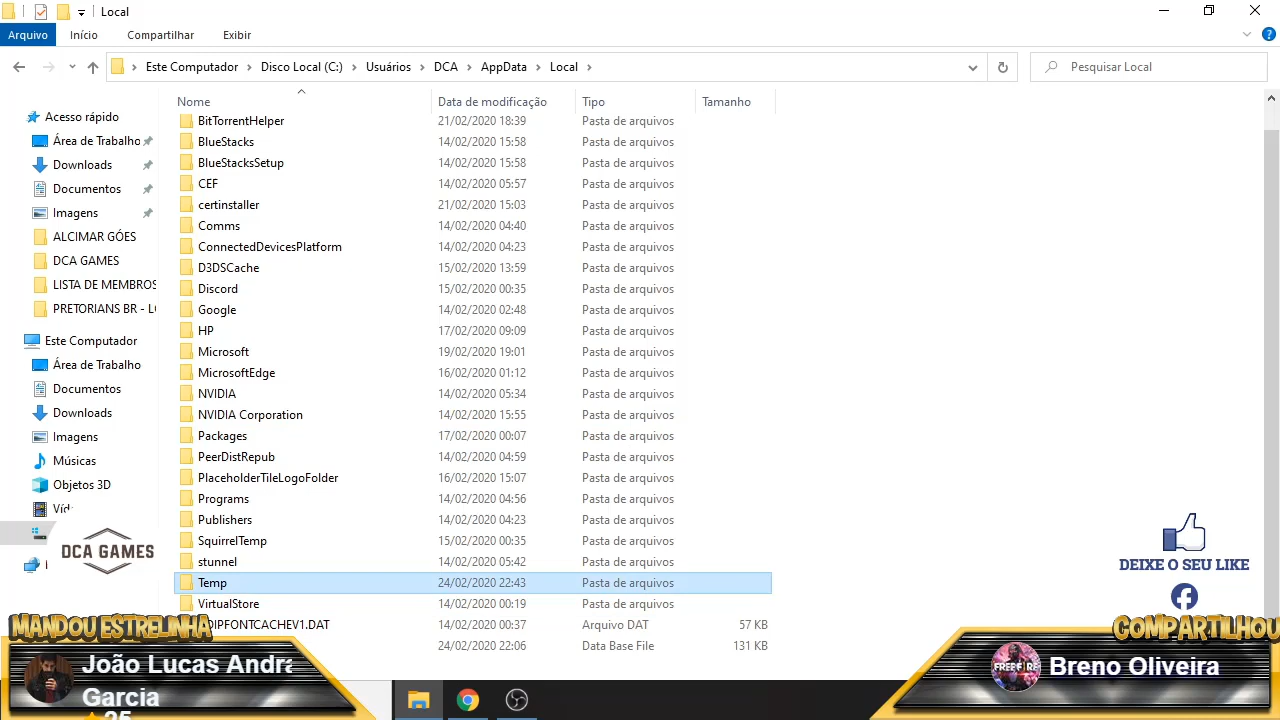 Local
Arquivo Início Compartilhar Exibir
Este Computador Disco Local (C:) Usuários DCA AppData Local
Pesquisar Local
Nome Data de modificação Tipo Tamanho
Acesso rápido
Área de Trabalho
Downloads
Documentos
Imagens
ALCIMAR GÓES
DCA GAMES
LISTA DE MEMBROS
PRETORIANS BR - LO
Este Computador
Área de Trabalho
Documentos
Downloads
Imagens
Músicas
Objetos 3D
DCA GAMES
BitTorrentHelper 21/02/2020 18:39 Pasta de arquivos
BlueStacks 14/02/2020 15:58 Pasta de arquivos
BlueStacksSetup 14/02/2020 15:58 Pasta de arquivos
CEF 14/02/2020 05:57 Pasta de arquivos
certinstaller 21/02/2020 15:03 Pasta de arquivos
Comms 14/02/2020 04:40 Pasta de arquivos
ConnectedDevicesPlatform 14/02/2020 04:23 Pasta de arquivos
D3DSCache 15/02/2020 13:59 Pasta de arquivos
Discord 15/02/2020 00:35 Pasta de arquivos
Google 14/02/2020 02:48 Pasta de arquivos
HP 17/02/2020 09:09 Pasta de arquivos
Microsoft 19/02/2020 19:01 Pasta de arquivos
MicrosoftEdge 16/02/2020 01:12 Pasta de arquivos
NVIDIA 14/02/2020 05:34 Pasta de arquivos
NVIDIA Corporation 14/02/2020 15:55 Pasta de arquivos
Packages 17/02/2020 00:07 Pasta de arquivos
PeerDistRepub 14/02/2020 04:59 Pasta de arquivos
PlaceholderTileLogoFolder 16/02/2020 15:07 Pasta de arquivos
Programs 14/02/2020 04:56 Pasta de arquivos
Publishers 14/02/2020 04:23 Pasta de arquivos
SquirrelTemp 15/02/2020 00:35 Pasta de arquivos
stunnel 14/02/2020 05:42 Pasta de arquivos
Temp 24/02/2020 22:43 Pasta de arquivos
VirtualStore 14/02/2020 00:19 Pasta de arquivos
DIPFONTCACHEV1.DAT 14/02/2020 00:37 Arquivo DAT 57 KB
24/02/2020 22:06 Data Base File 131 KB
DEIXE O SEU LIKE
MANDOU ESTRELINHA
João Lucas Andra
Garcia
25
COMPARTILHOU
FREE FIRE
Breno Oliveira